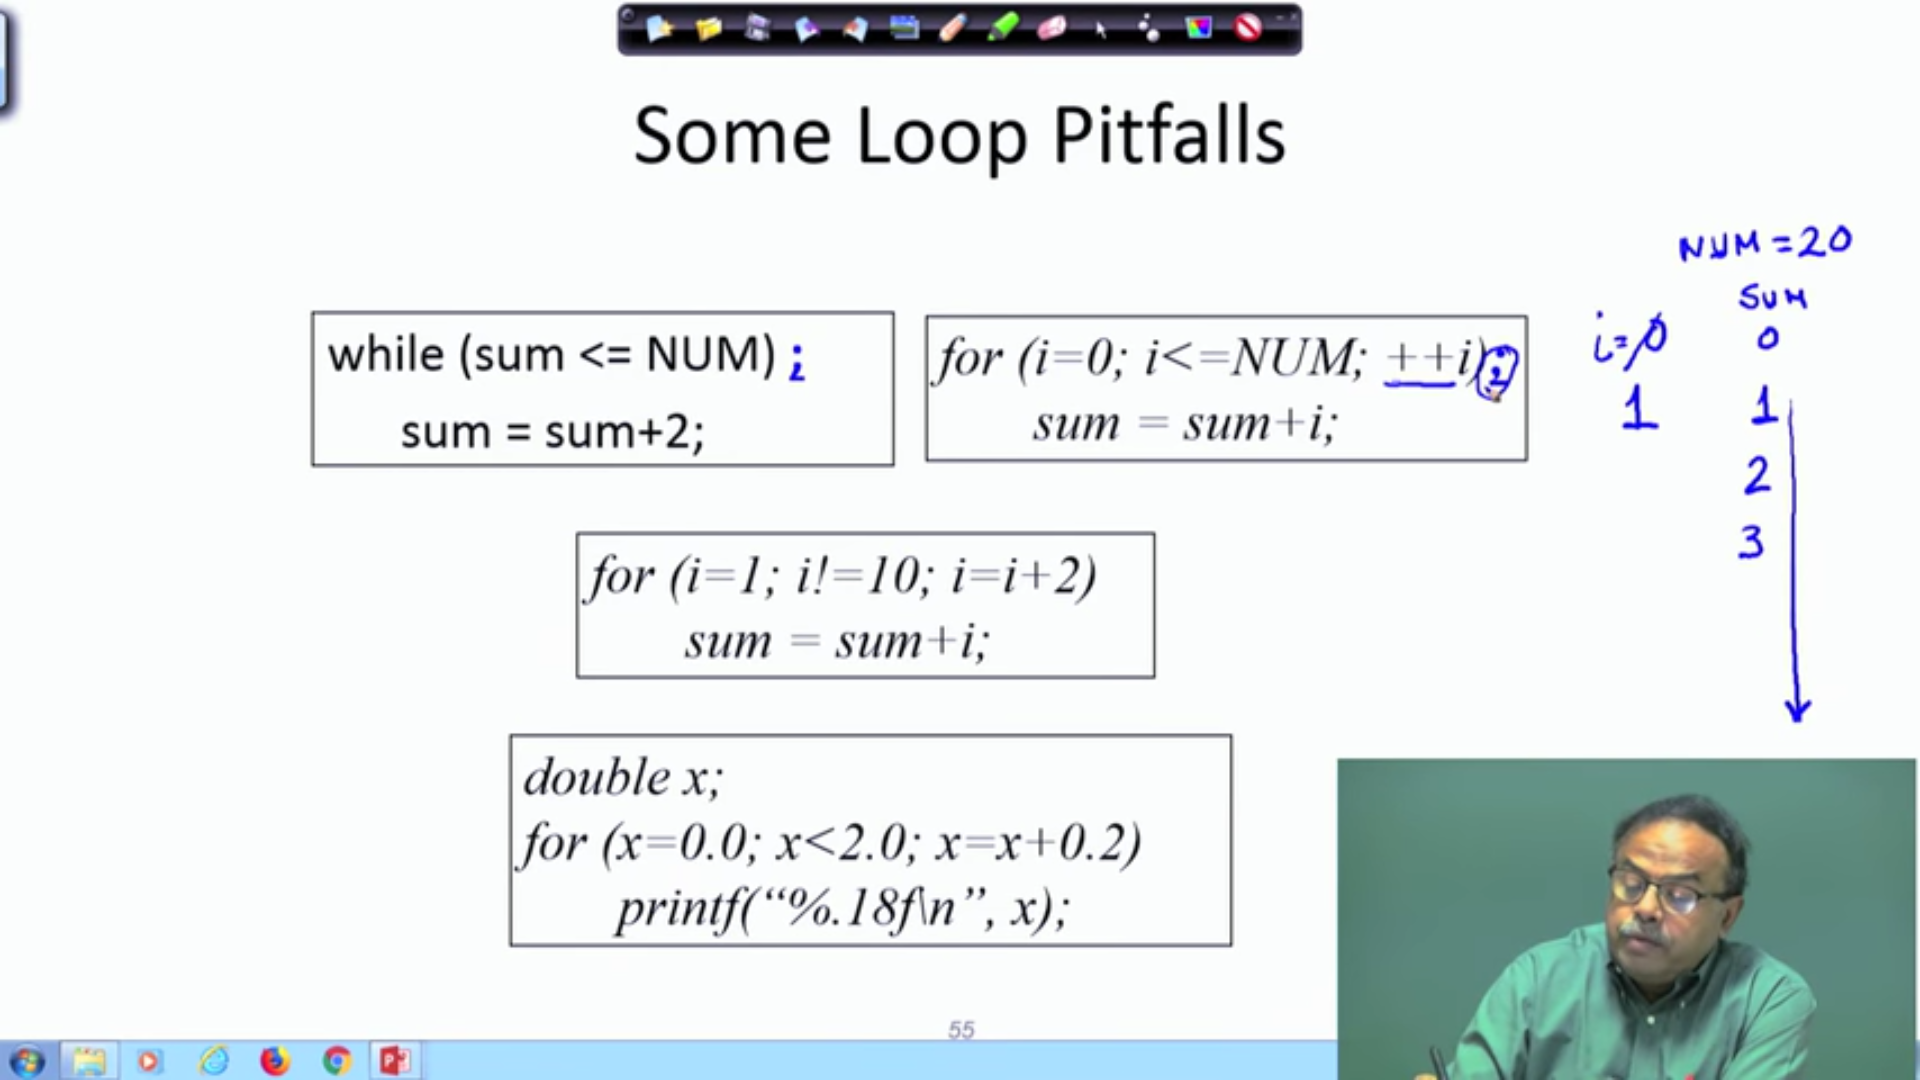 Some Loop Pitfalls
NUM = 20
SUM
while (sum <= NUM) ;
sum = sum+2;
for (i=0; i<=NUM; ++i) ;
sum = sum+i;
i=0 0
1 1
2
3
for (i=1; i!=10; i=i+2)
sum = sum+i;
double x;
for (x=0.0; x<2.0; x=x+0.2)
printf(“%.18f\n”, x);
55